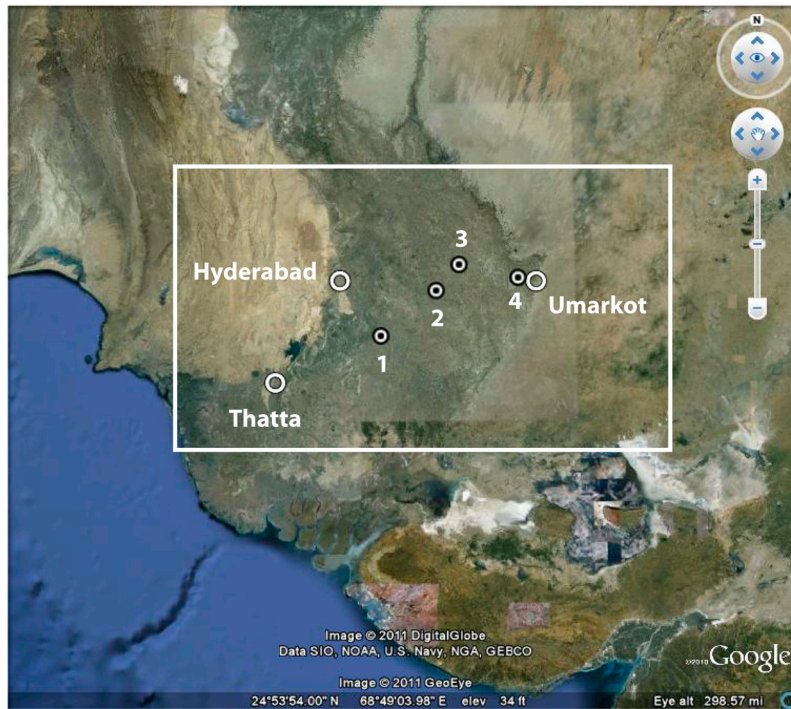 N
3
Hyderabad
4
2
Umarkot
1
Thatta
Image © 2011 DigitalGlobe
Data SIO, NOAA, U.S. Navy, NGA, GEBCO
©2010 Google
Image © 2011 GeoEye
24°53'54.00" N 68°49'03.98" E elev 34 ft Eye alt 298.57 mi